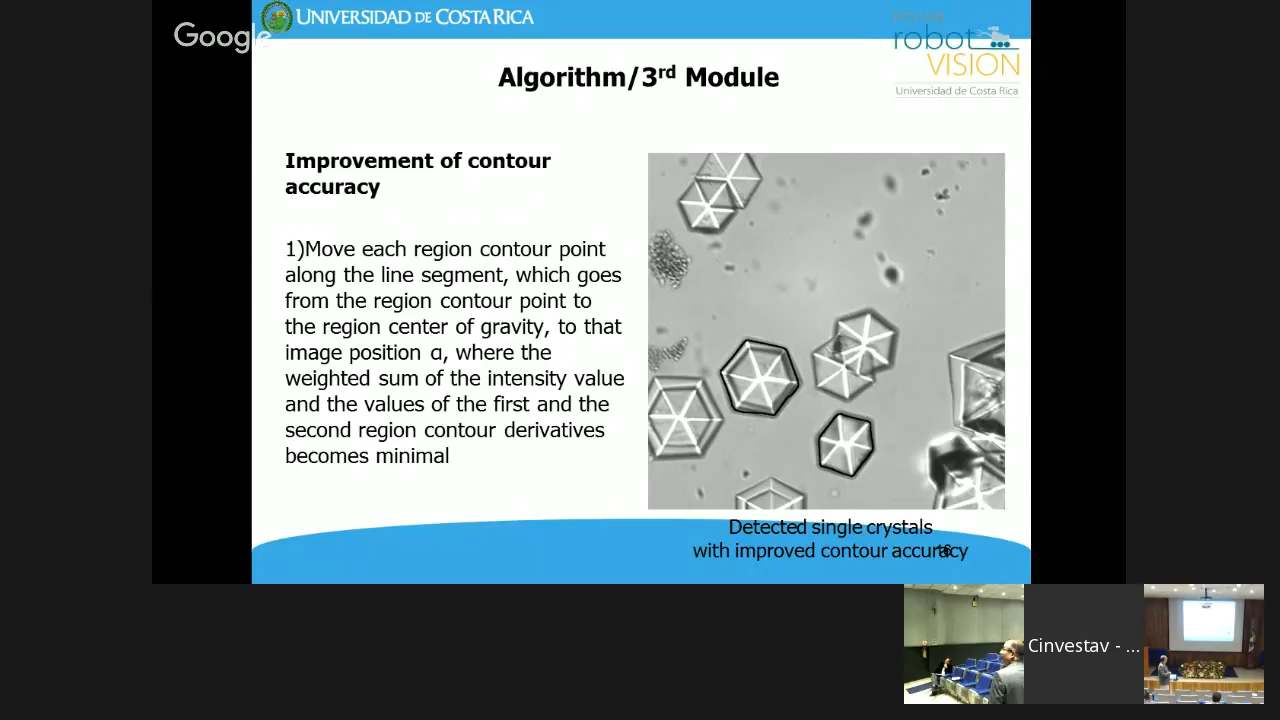 UNIVERSIDAD DE COSTA RICA
Google
robot
VISION
Universidad de Costa Rica
Algorithm/3rd Module
Improvement of contour
accuracy
1)Move each region contour point
along the line segment, which goes
from the region contour point to
the region center of gravity, to that
image position α, where the
weighted sum of the intensity value
and the values of the first and the
second region contour derivatives
becomes minimal
Detected single crystals
with improved contour accuracy
16
Cinvestav - ...